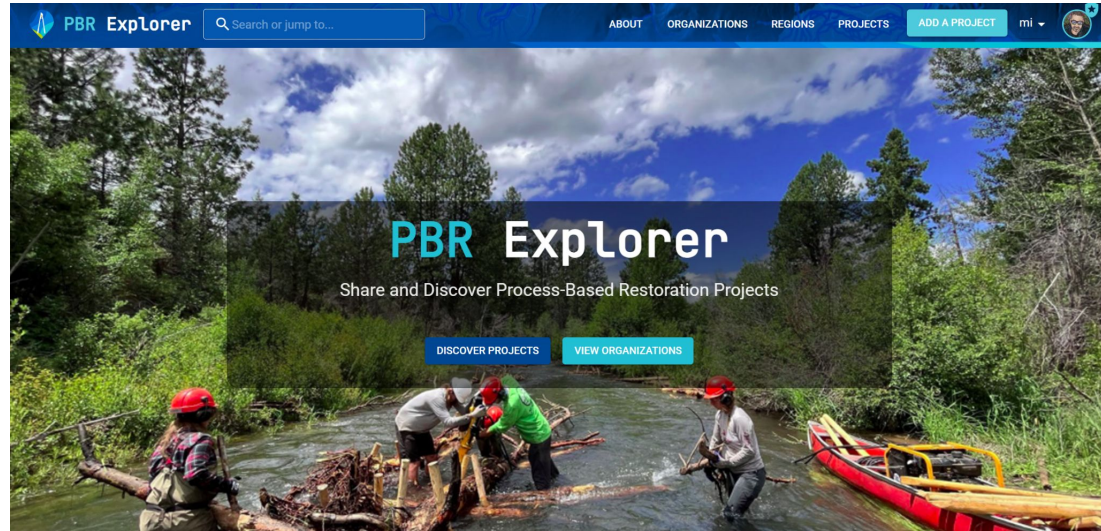 PBR Explorer
Search or jump to...
ABOUT
ORGANIZATIONS
REGIONS
PROJECTS
ADD A PROJECT
mi
PBR Explorer
Share and Discover Process-Based Restoration Projects
DISCOVER PROJECTS
VIEW ORGANIZATIONS